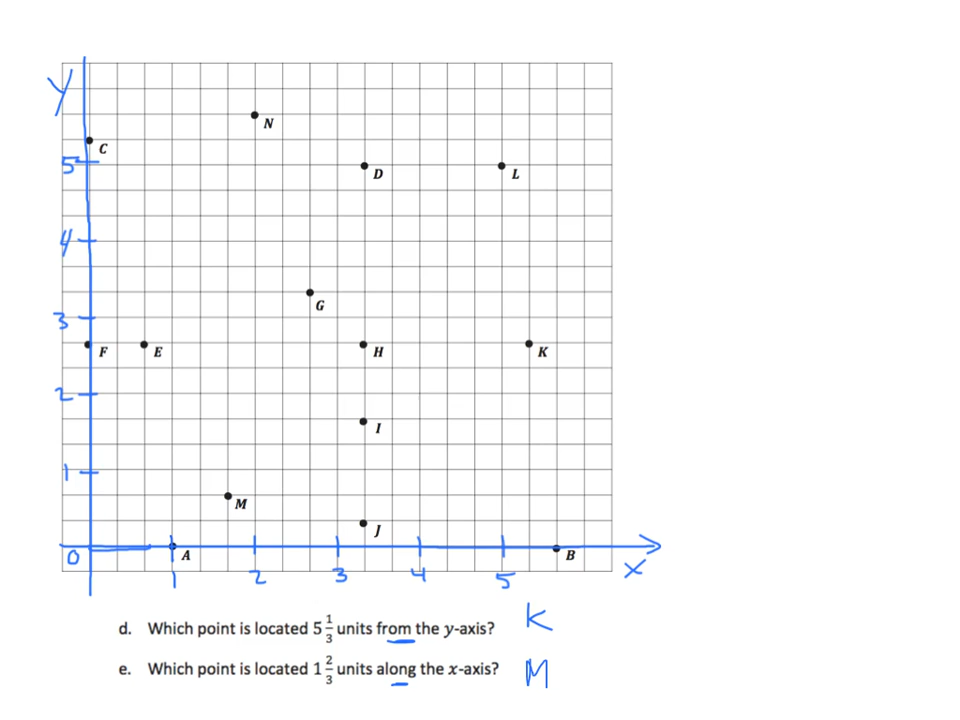 Y
N
C
5
D
L
4
G
3
F E H K
2
I
1
M
J
0 A B
1 2 3 4 5 X
d. Which point is located 5 1/3 units from the y-axis? K
e. Which point is located 1 2/3 units along the x-axis? M